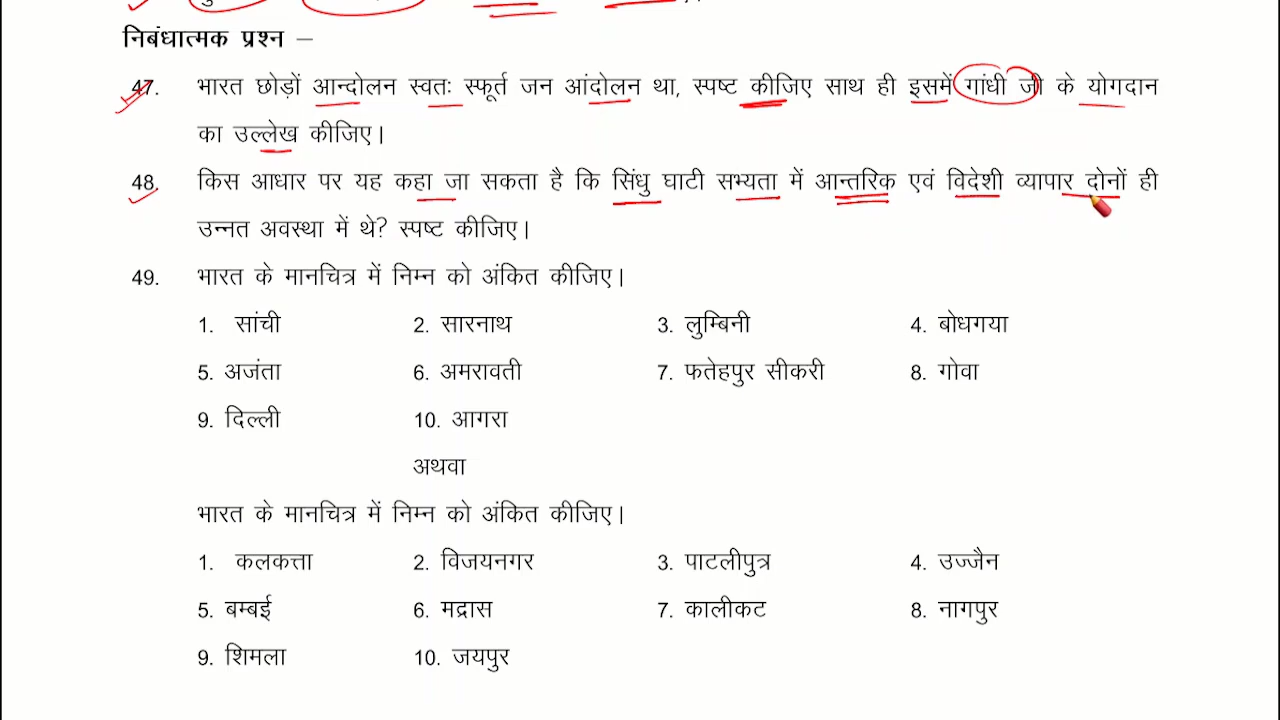 निबंधात्मक प्रश्न –
47. भारत छोड़ों आन्दोलन स्वतः स्फूर्त जन आंदोलन था, स्पष्ट कीजिए साथ ही इसमें गांधी जी के योगदान
का उल्लेख कीजिए।
48. किस आधार पर यह कहा जा सकता है कि सिंधु घाटी सभ्यता में आन्तरिक एवं विदेशी व्यापार दोनों ही
उन्नत अवस्था में थे? स्पष्ट कीजिए।
49. भारत के मानचित्र में निम्न को अंकित कीजिए।
1. सांची 2. सारनाथ 3. लुम्बिनी 4. बोधगया
5. अजंता 6. अमरावती 7. फतेहपुर सीकरी 8. गोवा
9. दिल्ली 10. आगरा
अथवा
भारत के मानचित्र में निम्न को अंकित कीजिए।
1. कलकत्ता 2. विजयनगर 3. पाटलीपुत्र 4. उज्जैन
5. बम्बई 6. मद्रास 7. कालीकट 8. नागपुर
9. शिमला 10. जयपुर